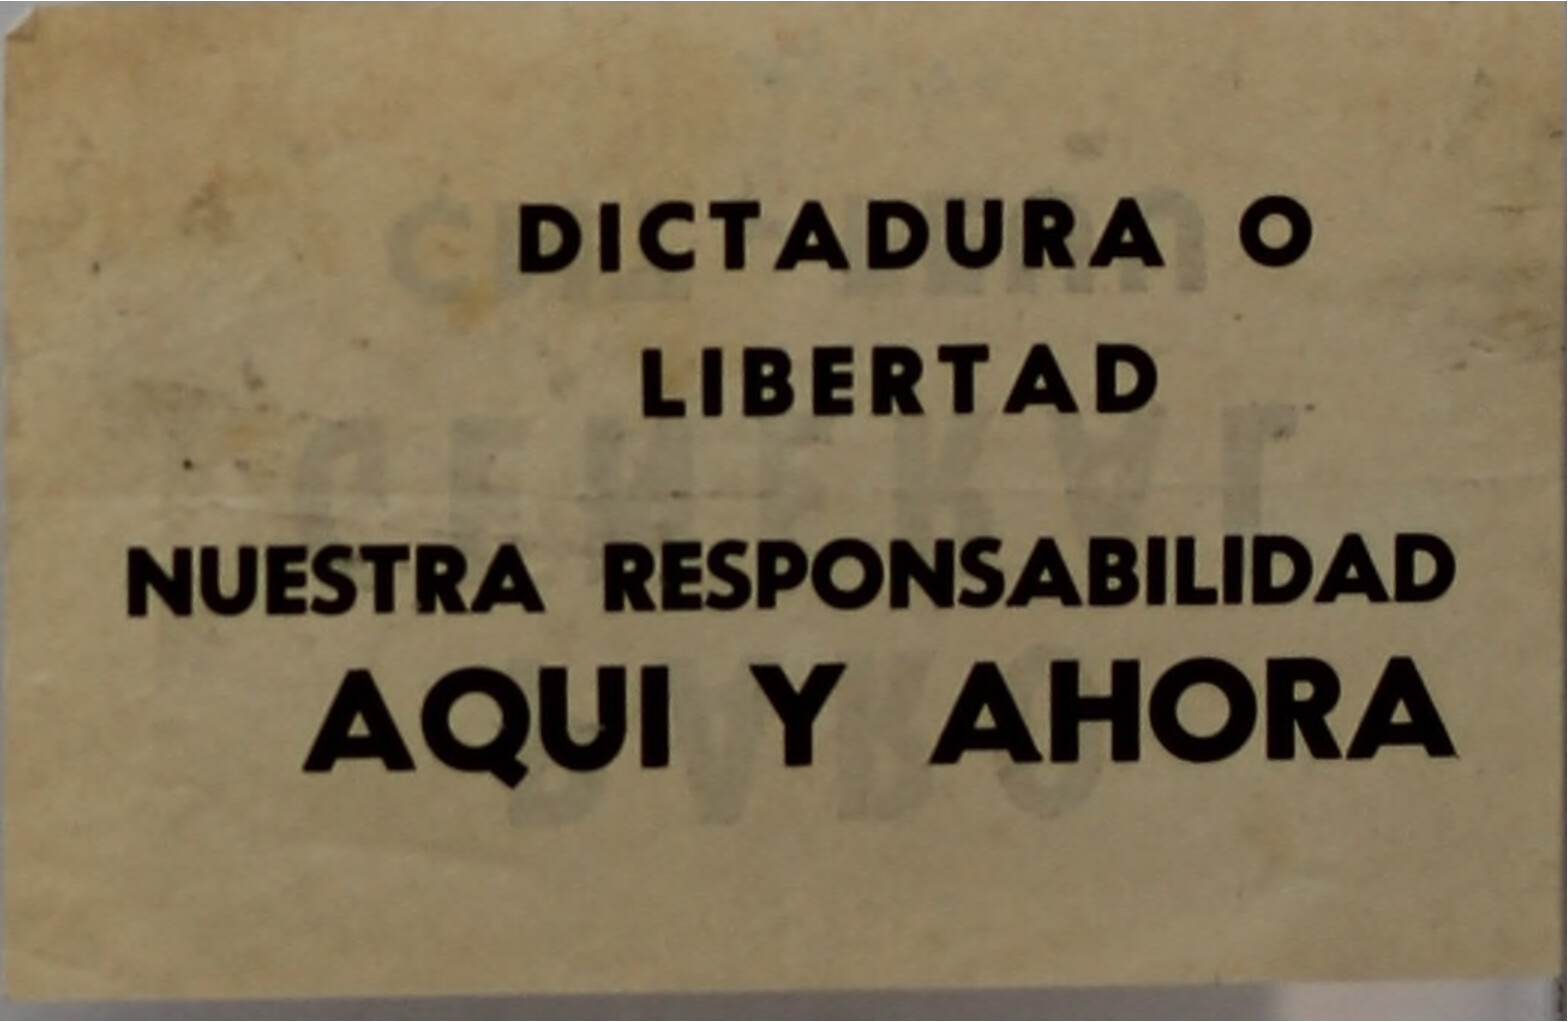 DICTADURA O
LIBERTAD
NUESTRA RESPONSABILIDAD
AQUI Y AHORA